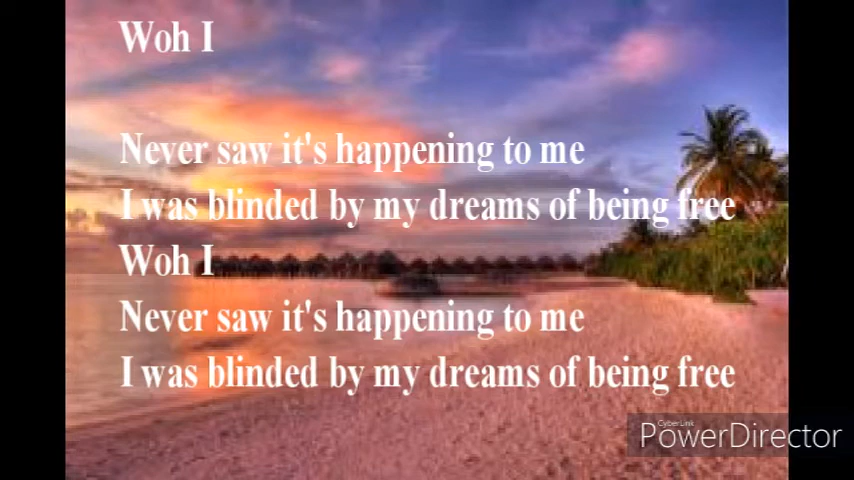 Woh I
Never saw it's happening to me
I was blinded by my dreams of being free
Woh I
Never saw it's happening to me
I was blinded by my dreams of being free
CyberLink
PowerDirector